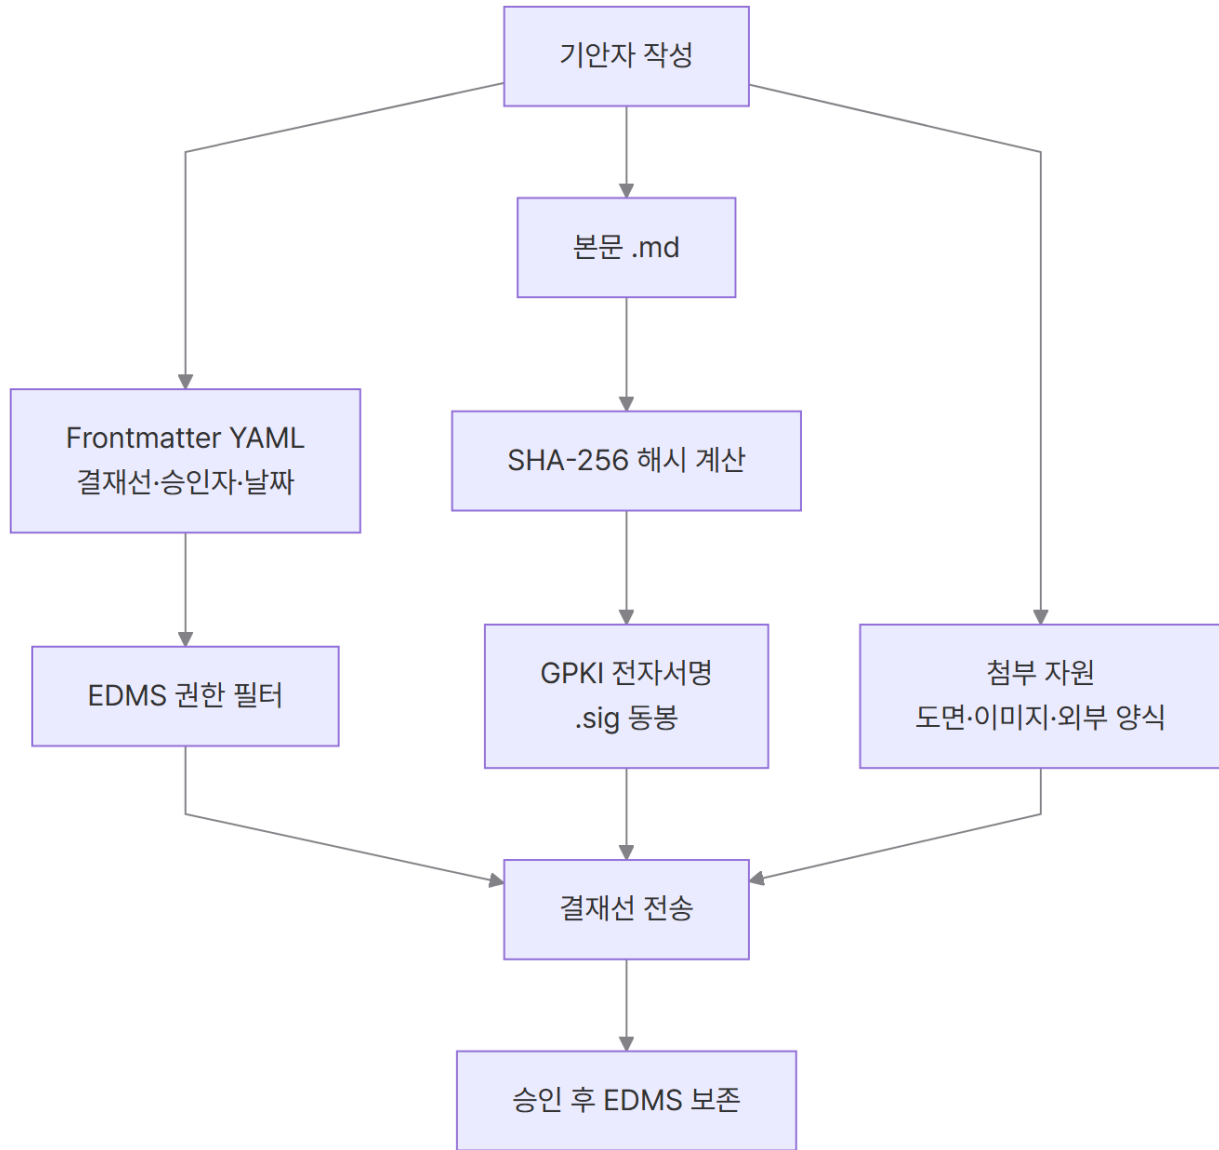 기안자 작성
본문 .md
Frontmatter YAML
결재선·승인자·날짜
SHA-256 해시 계산
EDMS 권한 필터
GPKI 전자서명
.sig 동봉
첨부 자원
도면·이미지·외부 양식
결재선 전송
승인 후 EDMS 보존